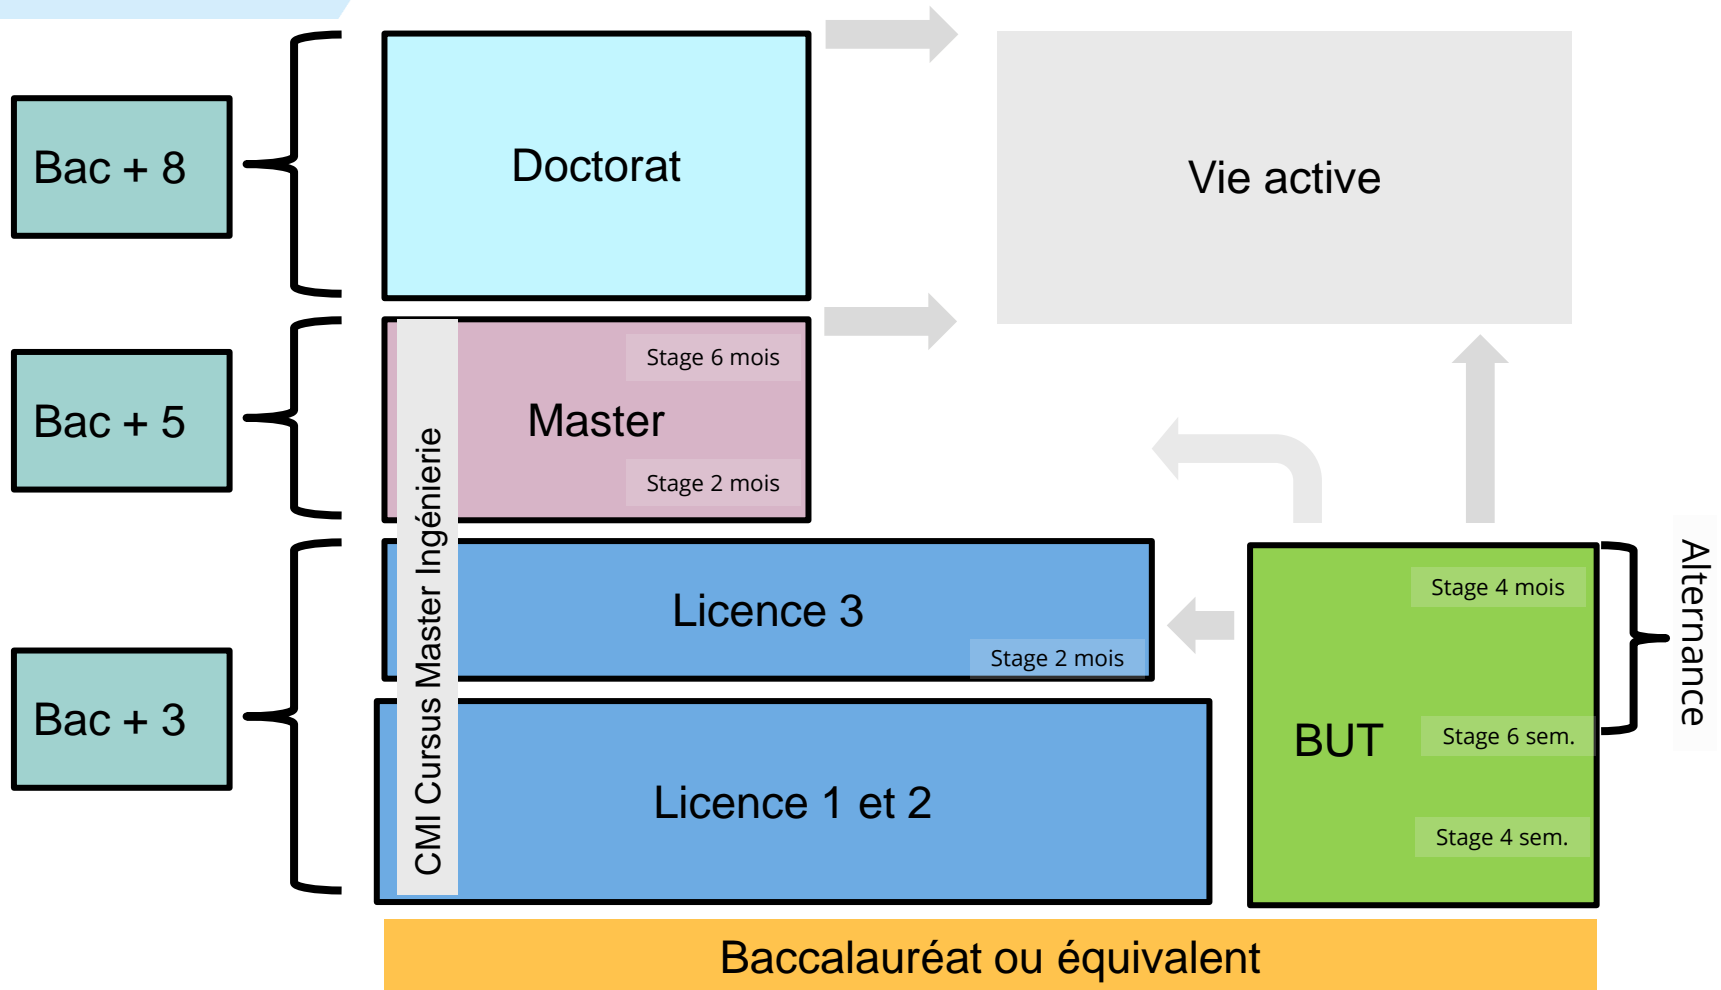 Bac + 8
Doctorat
Vie active
Bac + 5
Stage 6 mois
Master
Stage 2 mois
CMI Cursus Master Ingénierie
Bac + 3
Licence 3
Stage 2 mois
Licence 1 et 2
BUT
Stage 4 mois
Stage 6 sem.
Stage 4 sem.
Alternance
Baccalauréat ou équivalent